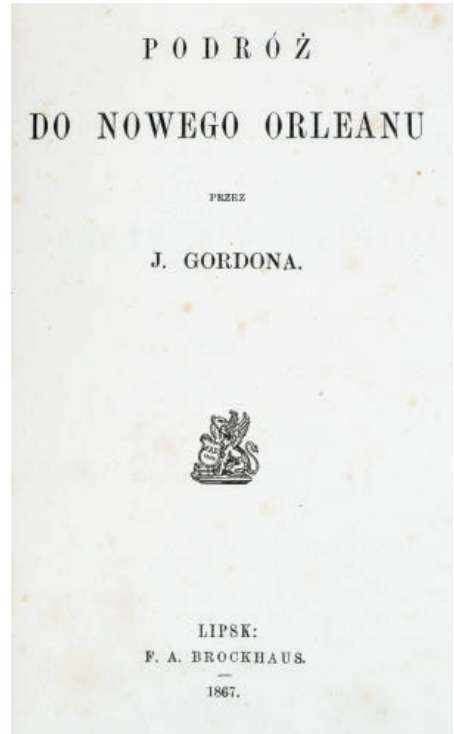 PODRÓŻ
DO NOWEGO ORLEANU
PRZEZ
J. GORDONA.
LIPSK:
F. A. BROCKHAUS.
1867.